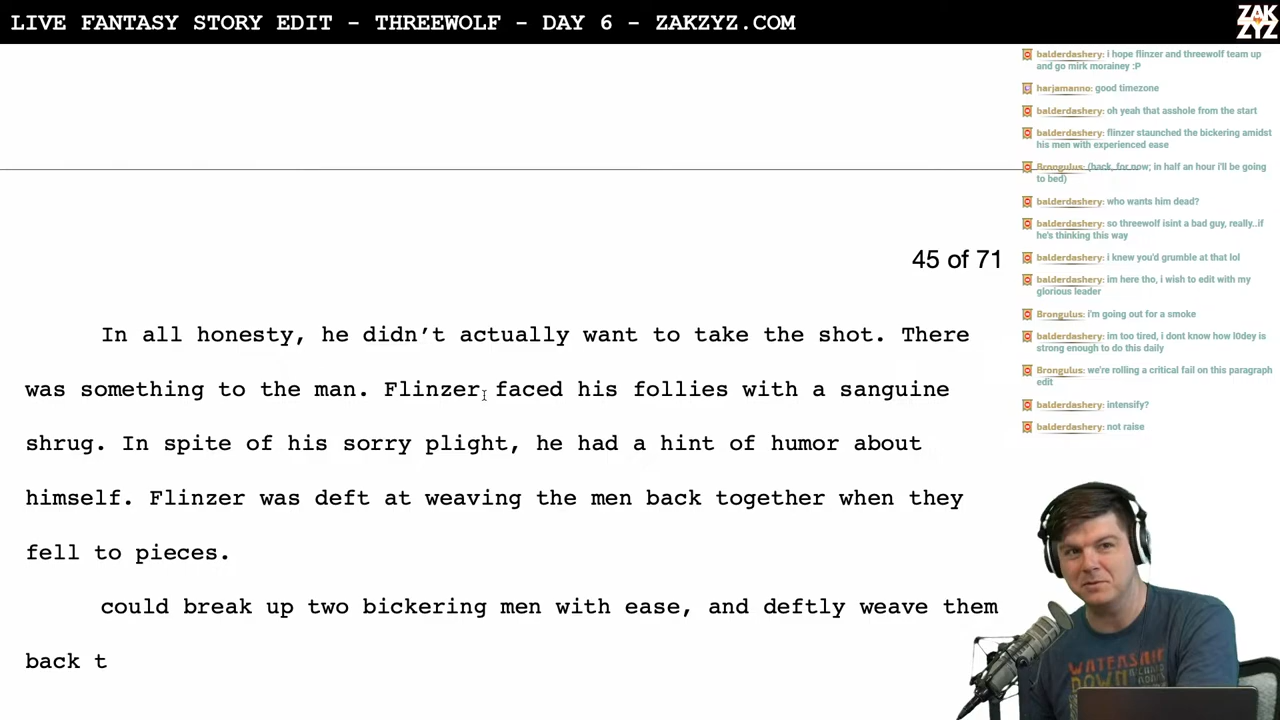 LIVE FANTASY STORY EDIT - THREEWOLF - DAY 6 - ZAKZYZ.COM
ZAK
ZYZ
balderdashery: i hope flinzer and threewolf team up
and go mirk morainey :P
harjamanno: good timezone
balderdashery: oh yeah that asshole from the start
balderdashery: flinzer staunched the bickering amidst
his men with experienced ease
Brongulus: (back, for now; in half an hour i'll be going
to bed)
balderdashery: who wants him dead?
balderdashery: so threewolf isint a bad guy, really..if
he's thinking this way
balderdashery: i knew you'd grumble at that lol
balderdashery: im here tho, i wish to edit with my
glorious leader
Brongulus: i'm going out for a smoke
balderdashery: im too tired, i dont know how l0dey is
strong enough to do this daily
Brongulus: we're rolling a critical fail on this paragraph
edit
balderdashery: intensify?
balderdashery: not raise
45 of 71
In all honesty, he didn’t actually want to take the shot. There
was something to the man. Flinzer faced his follies with a sanguine
shrug. In spite of his sorry plight, he had a hint of humor about
himself. Flinzer was deft at weaving the men back together when they
fell to pieces.
could break up two bickering men with ease, and deftly weave them
back t
WATERSHIP
DOWN
RICHARD
ADAMS